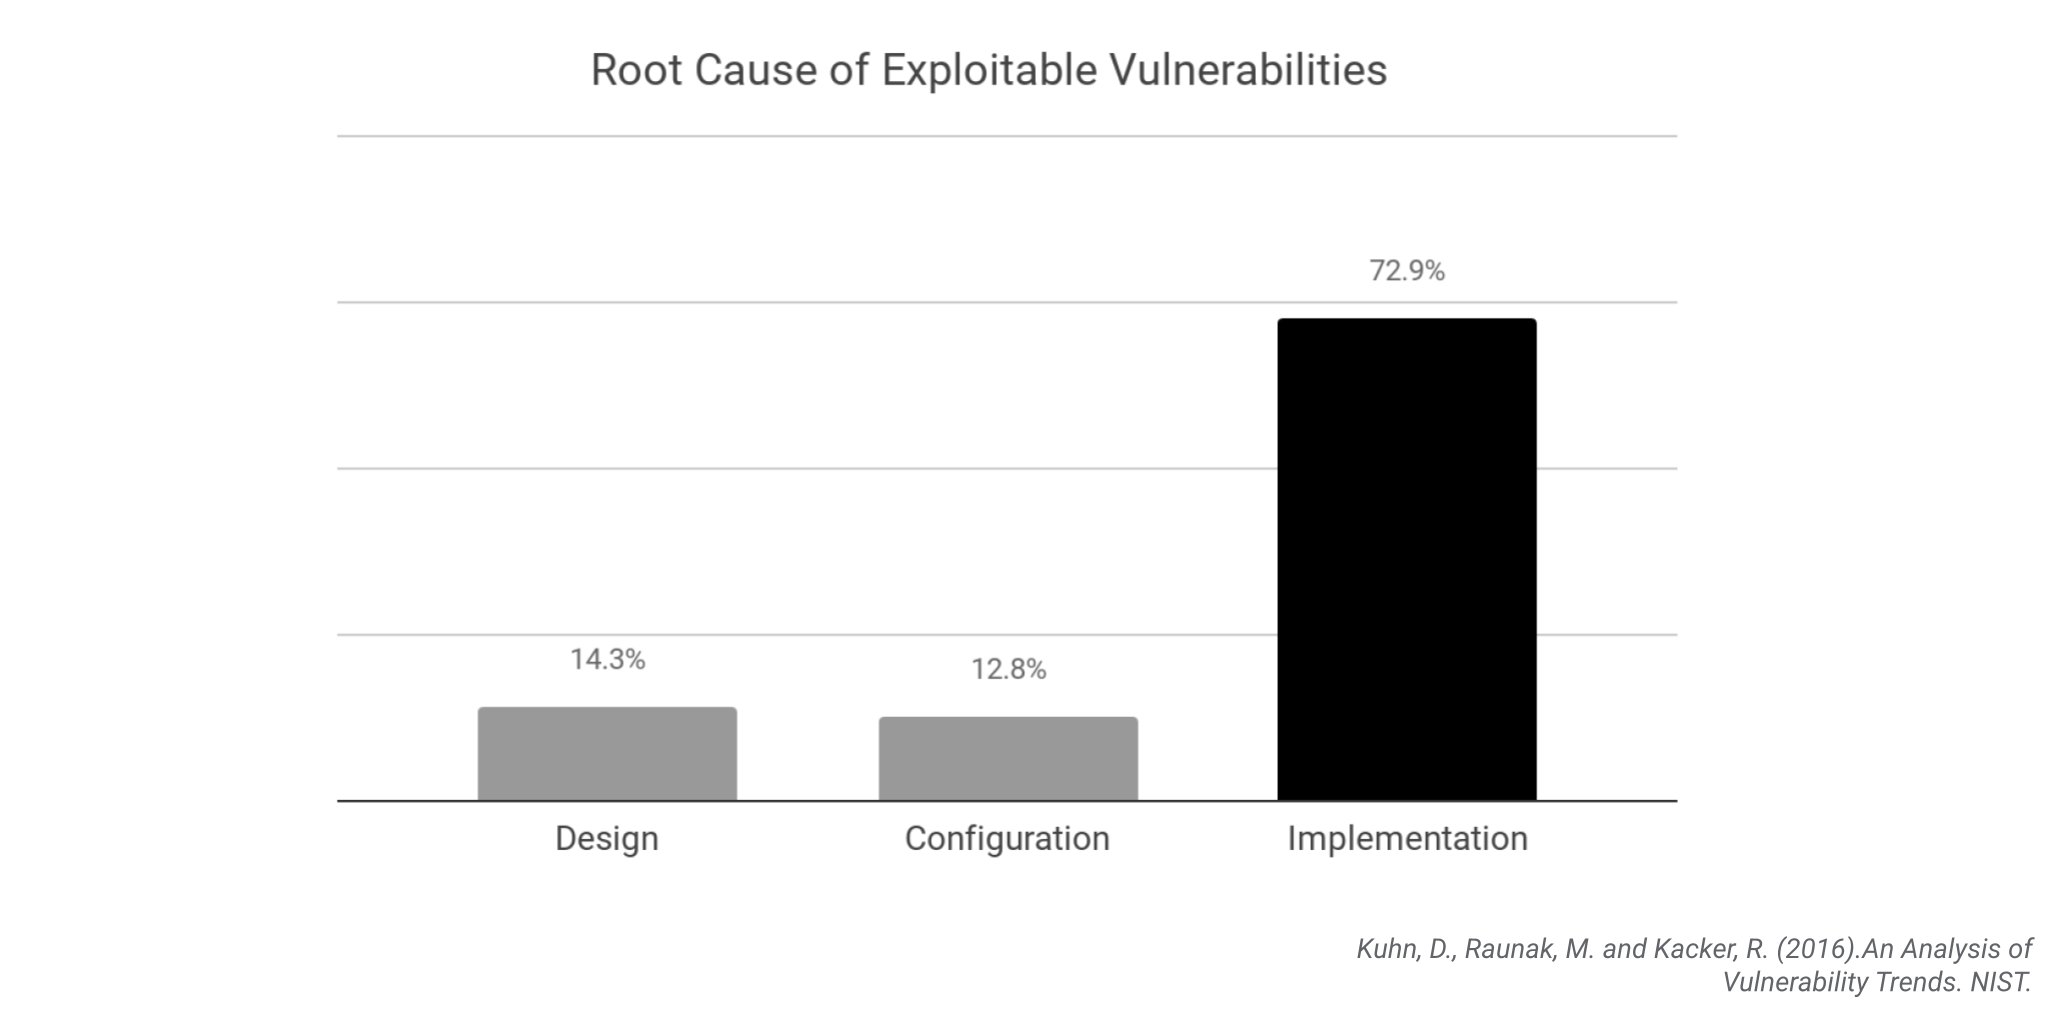 Root Cause of Exploitable Vulnerabilities
72.9%
14.3%
12.8%
Design
Configuration
Implementation
Kuhn, D., Raunak, M. and Kacker, R. (2016).An Analysis of
Vulnerability Trends. NIST.